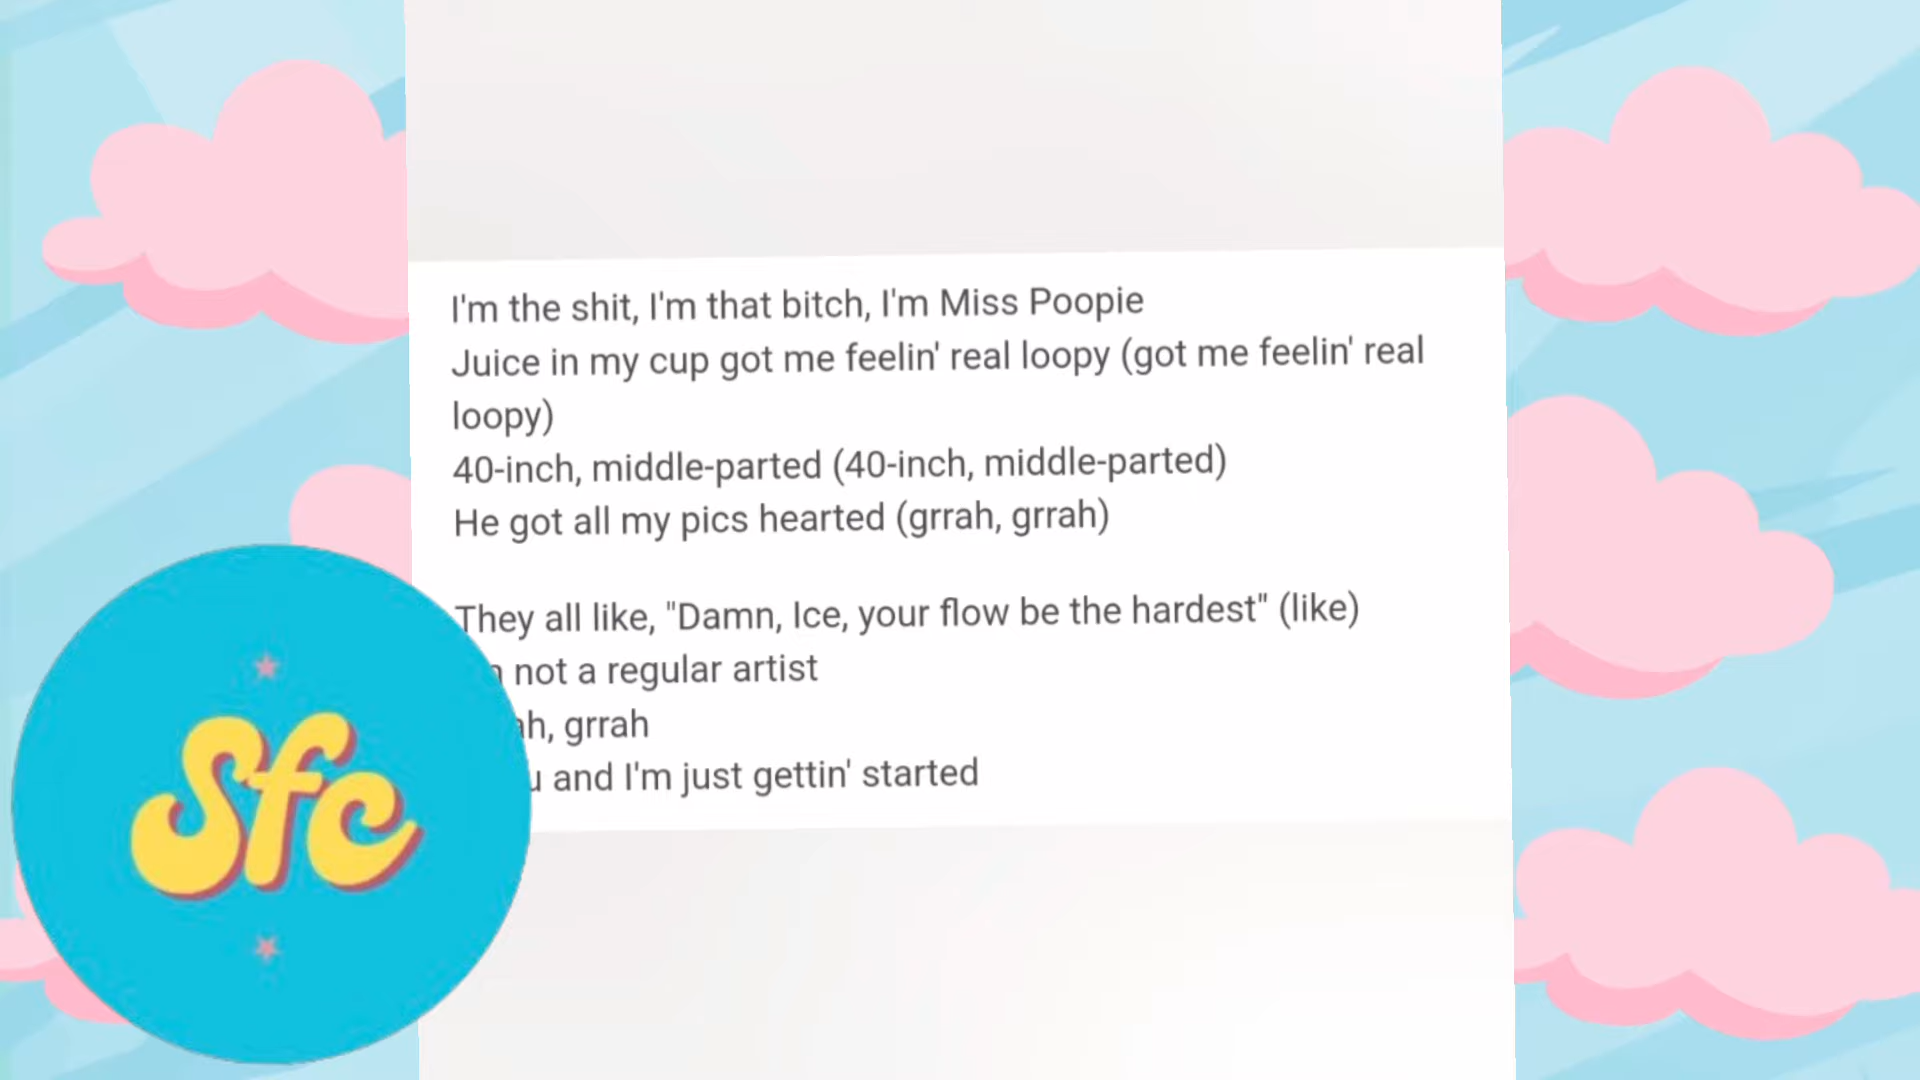 I'm the shit, I'm that bitch, I'm Miss Poopie
Juice in my cup got me feelin' real loopy (got me feelin' real
loopy)
40-inch, middle-parted (40-inch, middle-parted)
He got all my pics hearted (grrah, grrah)
They all like, "Damn, Ice, your flow be the hardest" (like)
not a regular artist
grrah
and I'm just gettin' started
Sfc